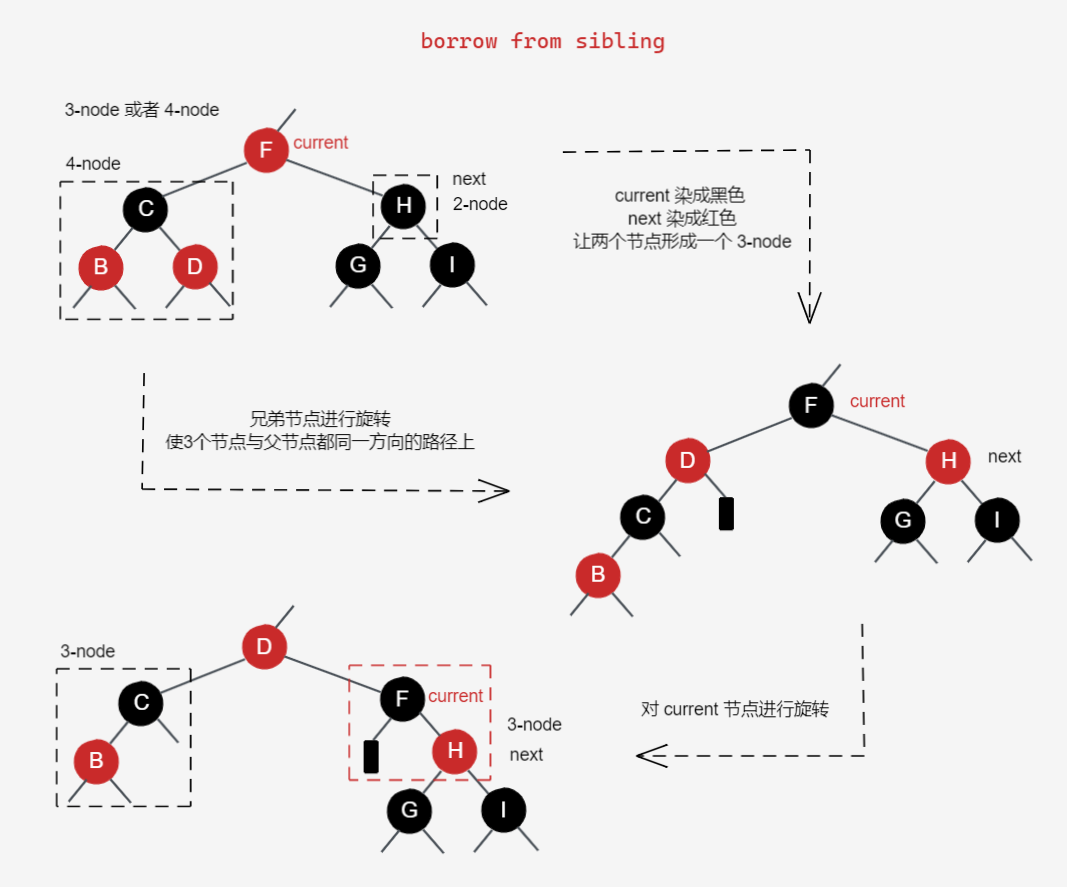 borrow from sibling
3-node 或者 4-node
F
current
4-node
C
B
D
H
next
2-node
G
I
current 染成黑色
next 染成红色
让两个节点形成一个 3-node
兄弟节点进行旋转
使3个节点与父节点都同一方向的路径上
F
current
D
H
next
C
G
I
B
D
3-node
C
B
F
current
3-node
next
H
G
I
对 current 节点进行旋转